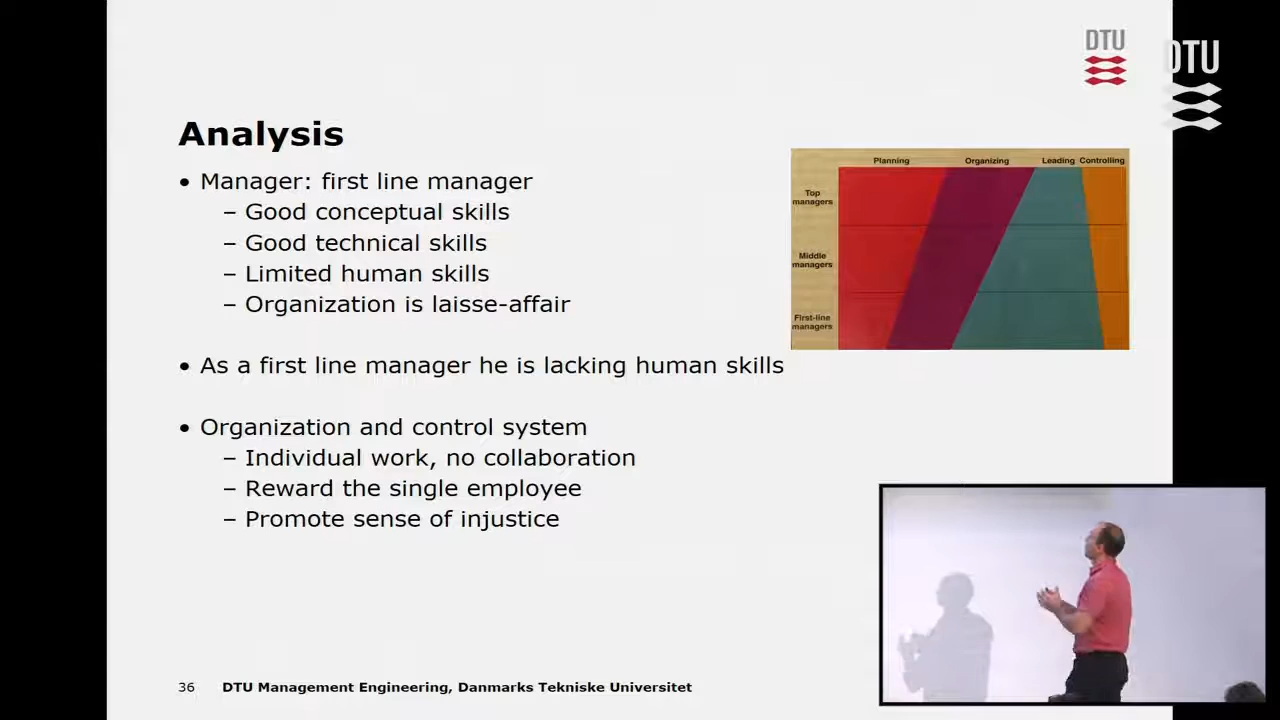 DTU
DTU
Analysis
• Manager: first line manager
– Good conceptual skills
– Good technical skills
– Limited human skills
– Organization is laisse-affair
• As a first line manager he is lacking human skills
• Organization and control system
– Individual work, no collaboration
– Reward the single employee
– Promote sense of injustice
Planning Organizing Leading Controlling
Top
managers
Middle
managers
First-line
managers
36 DTU Management Engineering, Danmarks Tekniske Universitet